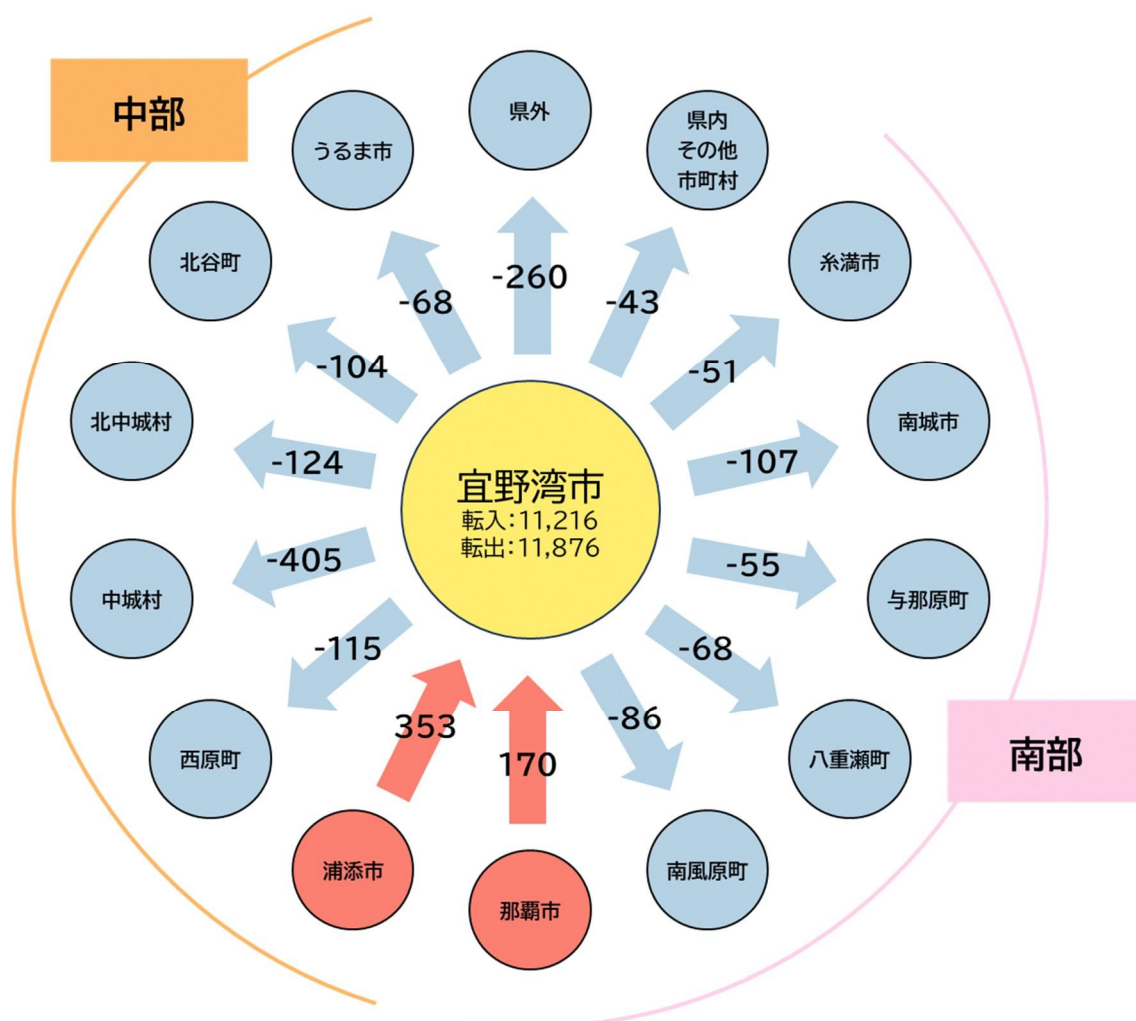 中部
県外
県内
その他
市町村
うるま市
北谷町
糸満市
-260
-68
-43
-104
-51
北中城村
南城市
-124
-107
宜野湾市
転入:11,216
転出:11,876
-405
-55
中城村
与那原町
-115
-68
353
170
-86
西原町
八重瀬町
南部
浦添市
那覇市
南風原町